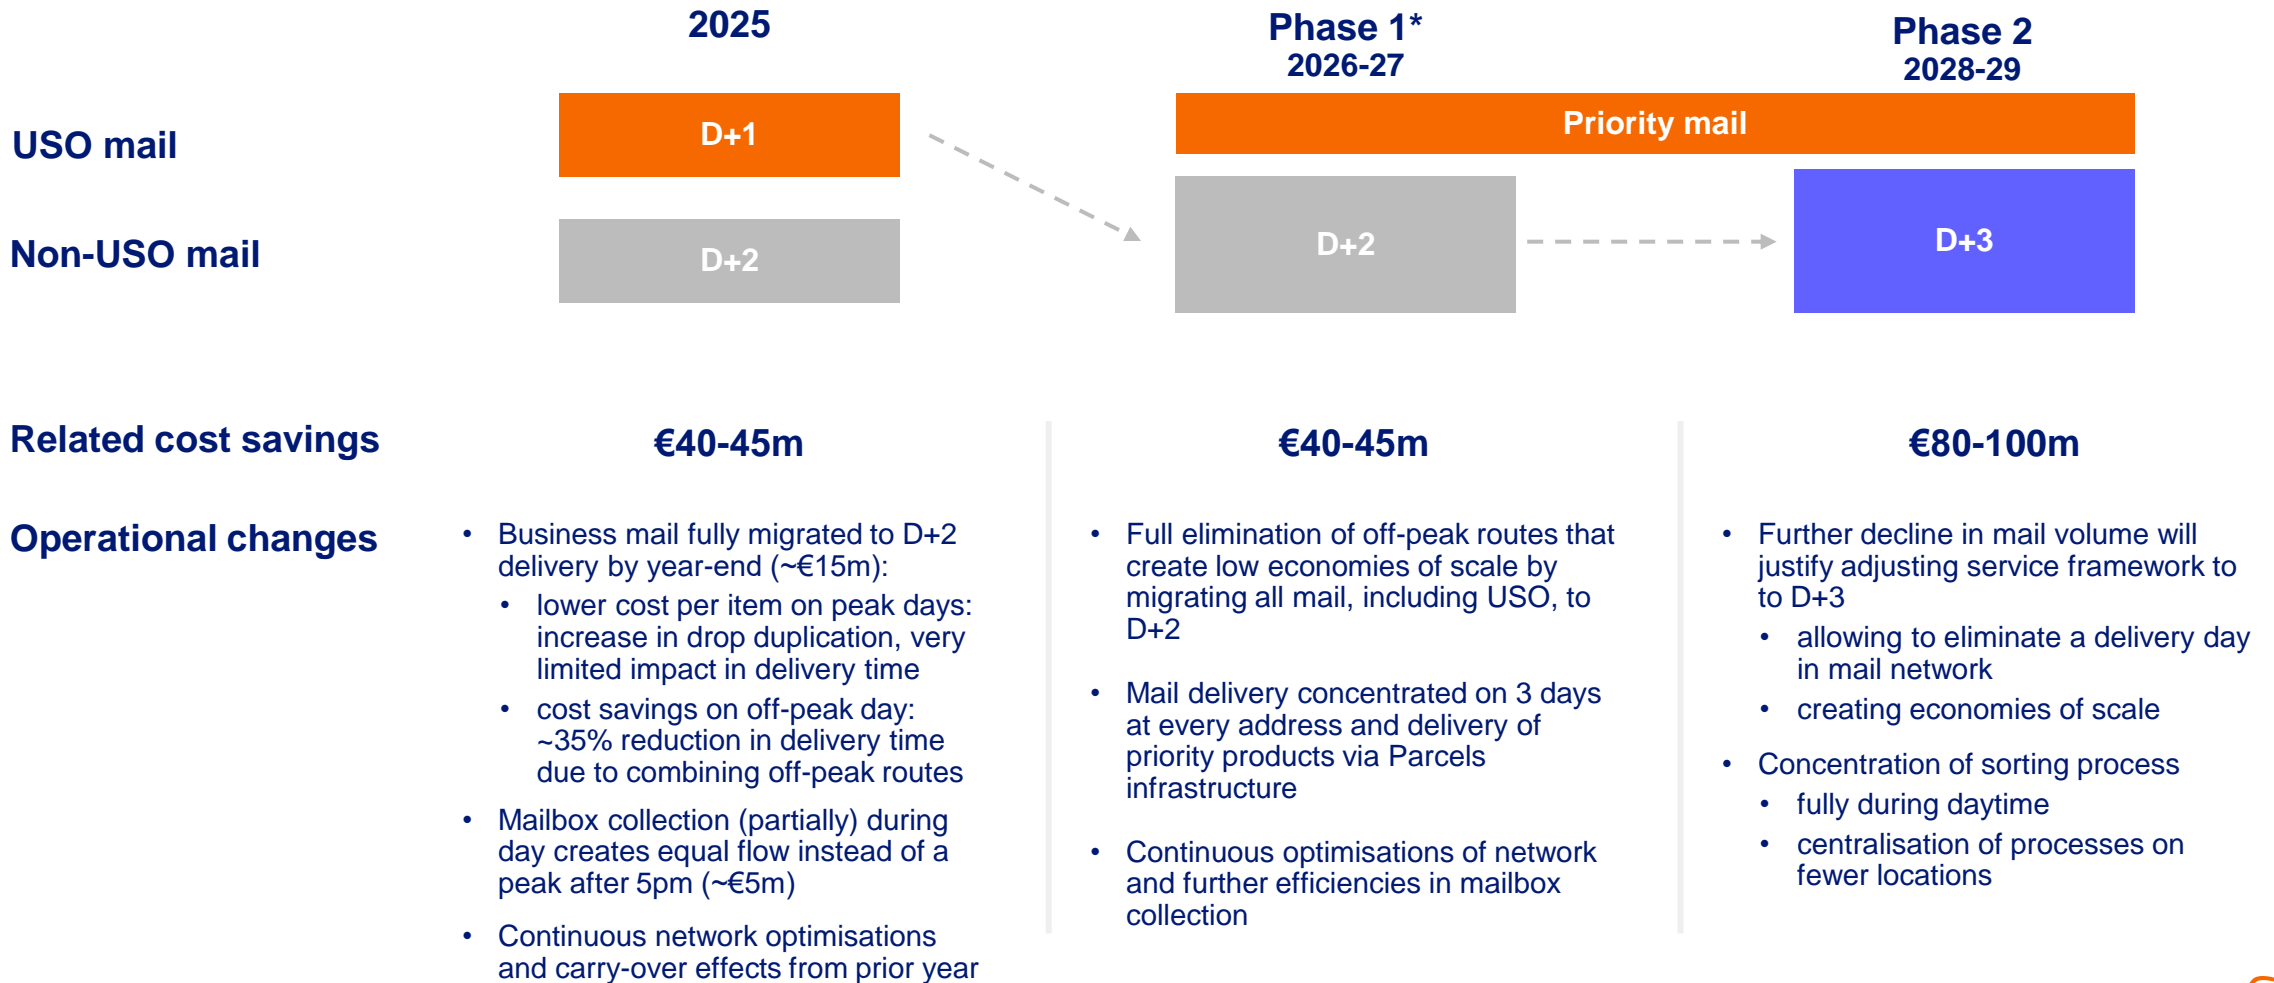 2025
Phase 1*
2026-27
Phase 2
2028-29
USO mail
D+1
Priority mail
Non-USO mail
D+2
D+2
D+3
Related cost savings
€40-45m
€40-45m
€80-100m
Operational changes
• Business mail fully migrated to D+2
delivery by year-end (~€15m):
• lower cost per item on peak days:
increase in drop duplication, very
limited impact in delivery time
• cost savings on off-peak day:
~35% reduction in delivery time
due to combining off-peak routes
• Mailbox collection (partially) during
day creates equal flow instead of a
peak after 5pm (~€5m)
• Continuous network optimisations
and carry-over effects from prior year
• Full elimination of off-peak routes that
create low economies of scale by
migrating all mail, including USO, to
D+2
• Mail delivery concentrated on 3 days
at every address and delivery of
priority products via Parcels
infrastructure
• Continuous optimisations of network
and further efficiencies in mailbox
collection
• Further decline in mail volume will
justify adjusting service framework to
to D+3
• allowing to eliminate a delivery day
in mail network
• creating economies of scale
• Concentration of sorting process
• fully during daytime
• centralisation of processes on
fewer locations